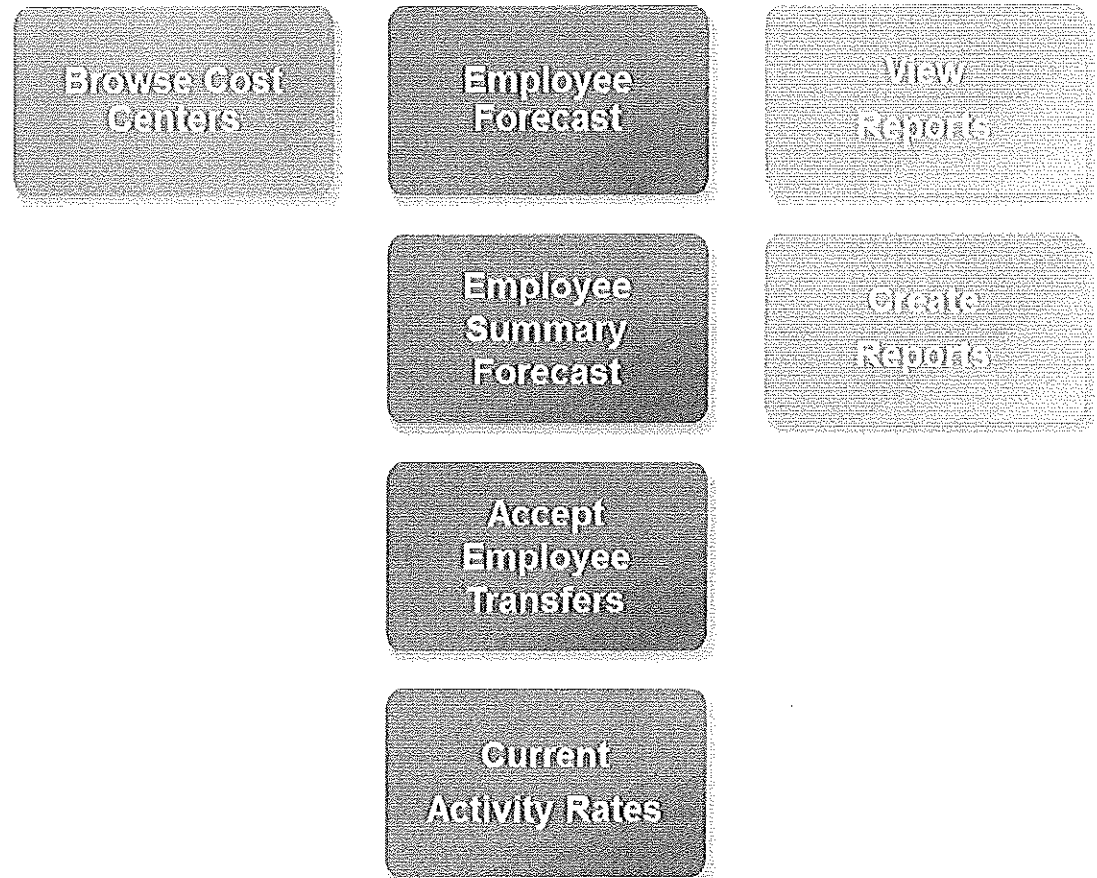 Browse Cost
Centers
Employee
Forecast
View
Reports
Employee
Summary
Forecast
Create
Reports
Accept
Employee
Transfers
Current
Activity Rates